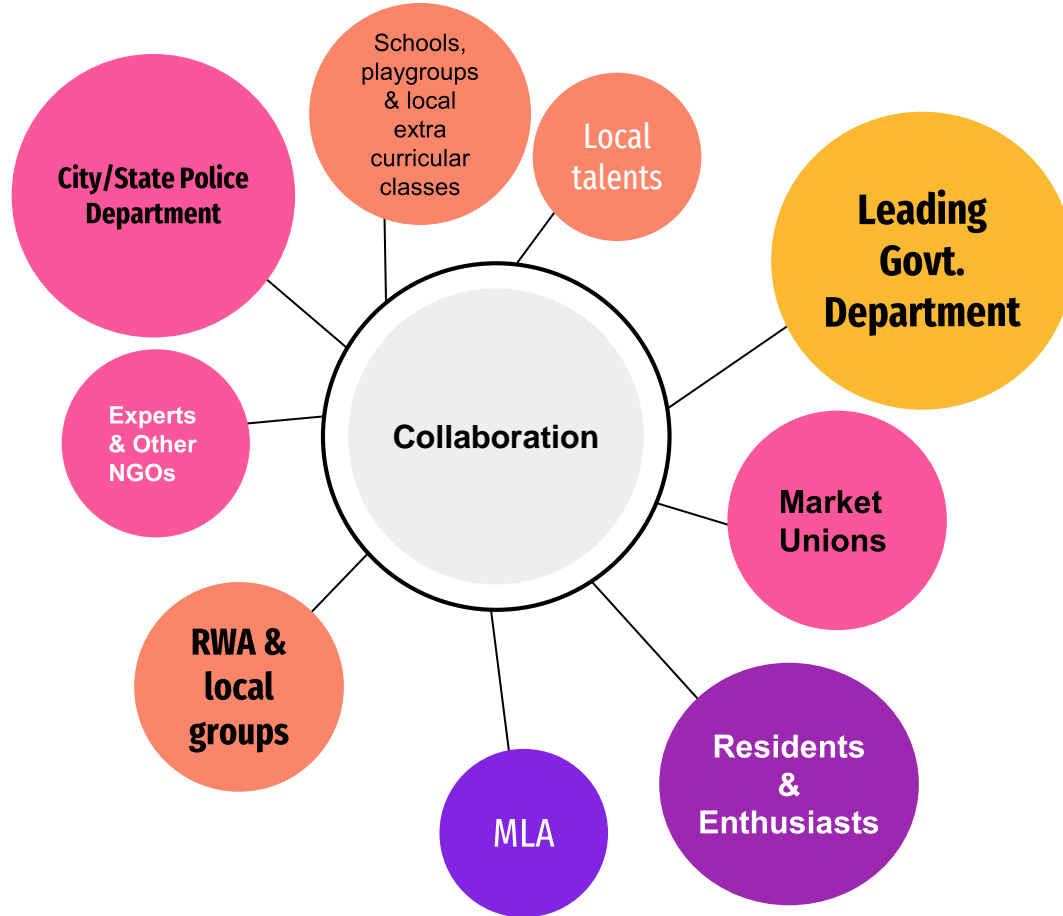 Schools,
playgroups
& local
extra
curricular
classes
Local
talents
City/State Police
Department
Leading
Govt.
Department
Experts
& Other
NGOs
Collaboration
Market
Unions
RWA &
local
groups
Residents
&
Enthusiasts
MLA